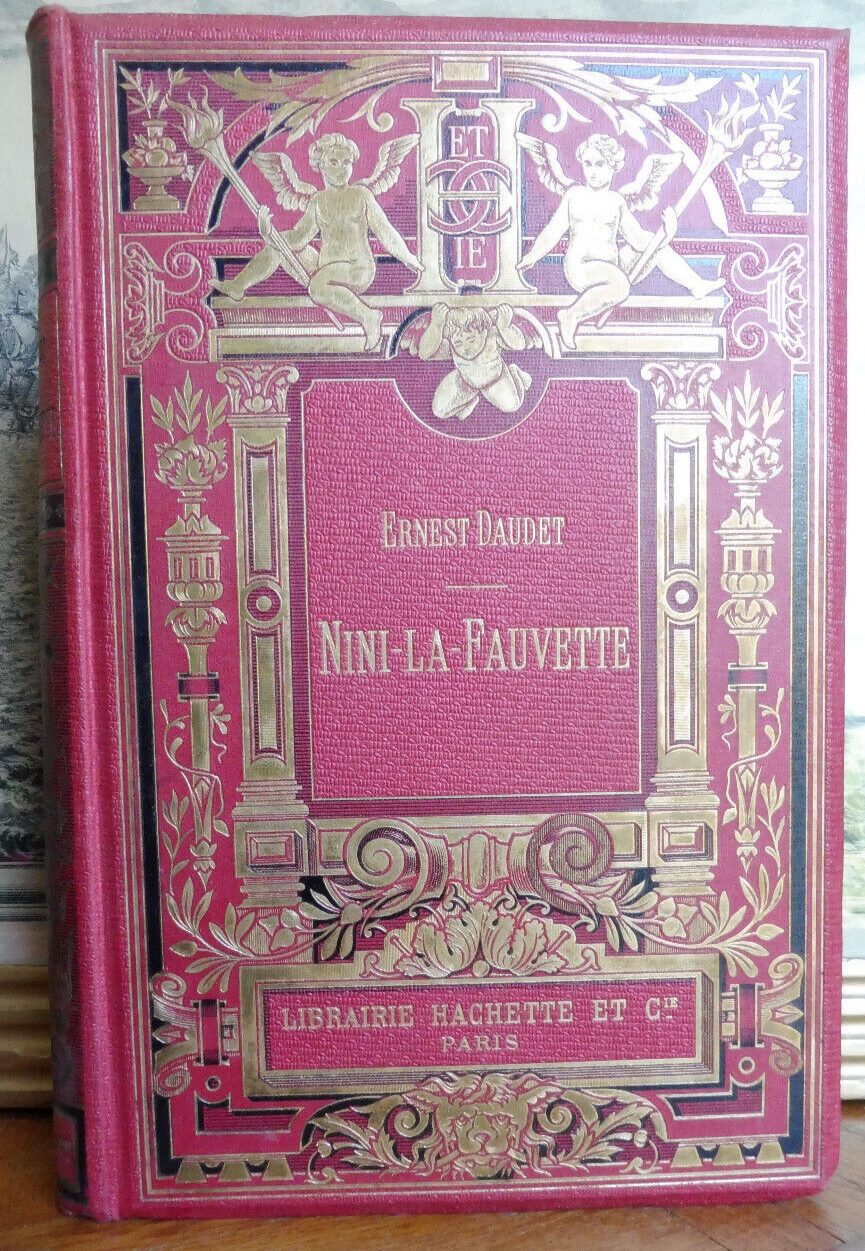 H
ET
C
IE
ERNEST DAUDET
NINI-LA-FAUVETTE
LIBRAIRIE HACHETTE ET CIE
PARIS